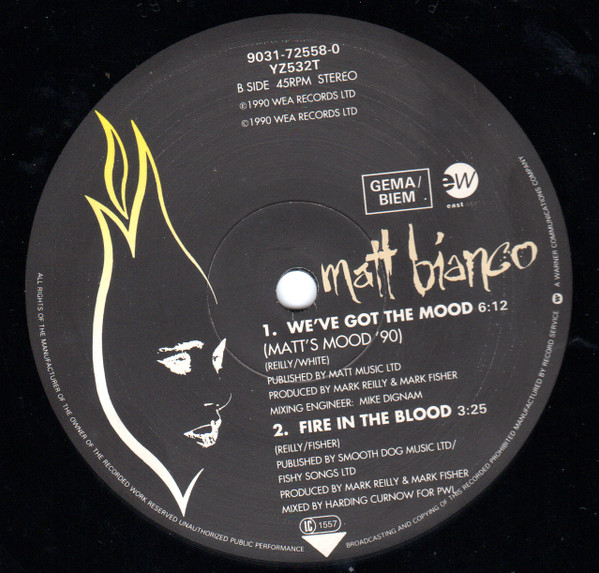 9031-72558-0
YZ532T
B SIDE 45RPM STEREO
℗1990 WEA RECORDS LTD
©1990 WEA RECORDS LTD
GEMA/
BIEM
ew
east
matt bianco
1. WE'VE GOT THE MOOD 6:12
(MATT'S MOOD '90)
(REILLY/WHITE)
PUBLISHED BY MATT MUSIC LTD
PRODUCED BY MARK REILLY & MARK FISHER
MIXING ENGINEER: MIKE DIGNAM
2. FIRE IN THE BLOOD 3:25
(REILLY/FISHER)
PUBLISHED BY SMOOTH DOG MUSIC LTD/
FISHY SONGS LTD
PRODUCED BY MARK REILLY & MARK FISHER
MIXED BY HARDING CURNOW FOR PWL
LC 1557
ALL RIGHTS OF THE MANUFACTURER OF THE OWNER OF THE RECORDED WORK RESERVED UNAUTHORIZED PUBLIC PERFORMANCE
BROADCASTING AND COPYING OF THIS RECORDED PROHIBITED MANUFACTURED BY RECORD SERVICE W A WARNER COMMUNICATIONS COMPANY